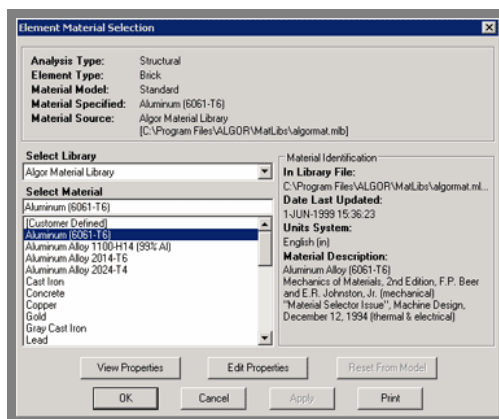 Element Material Selection
Analysis Type: Structural
Element Type: Brick
Material Model: Standard
Material Specified: Aluminum (6061-T6)
Material Source: Algor Material Library
[C:\Program Files\ALGOR\MatLibs\algormat.mlb]
Select Library
Algor Material Library
Select Material
Aluminum (6061-T6)
[Customer Defined]
Aluminum (6061-T6)
Aluminum Alloy 1100-H14 (99% Al)
Aluminum Alloy 2014-T6
Aluminum Alloy 2024-T4
Cast Iron
Concrete
Copper
Gold
Gray Cast Iron
Lead
Material Identification
In Library File:
C:\Program Files\ALGOR\MatLibs\algormat.ml...
Date Last Updated:
1-JUN-1999 15:36:23
Units System:
English (in)
Material Description:
Aluminum Alloy (6061-T6)
Mechanics of Materials, 2nd Edition, F.P. Beer
and E.R. Johnston, Jr. (mechanical)
"Material Selector Issue", Machine Design,
December 12, 1994 (thermal & electrical)
View Properties
Edit Properties
Reset From Model
OK
Cancel
Apply
Print